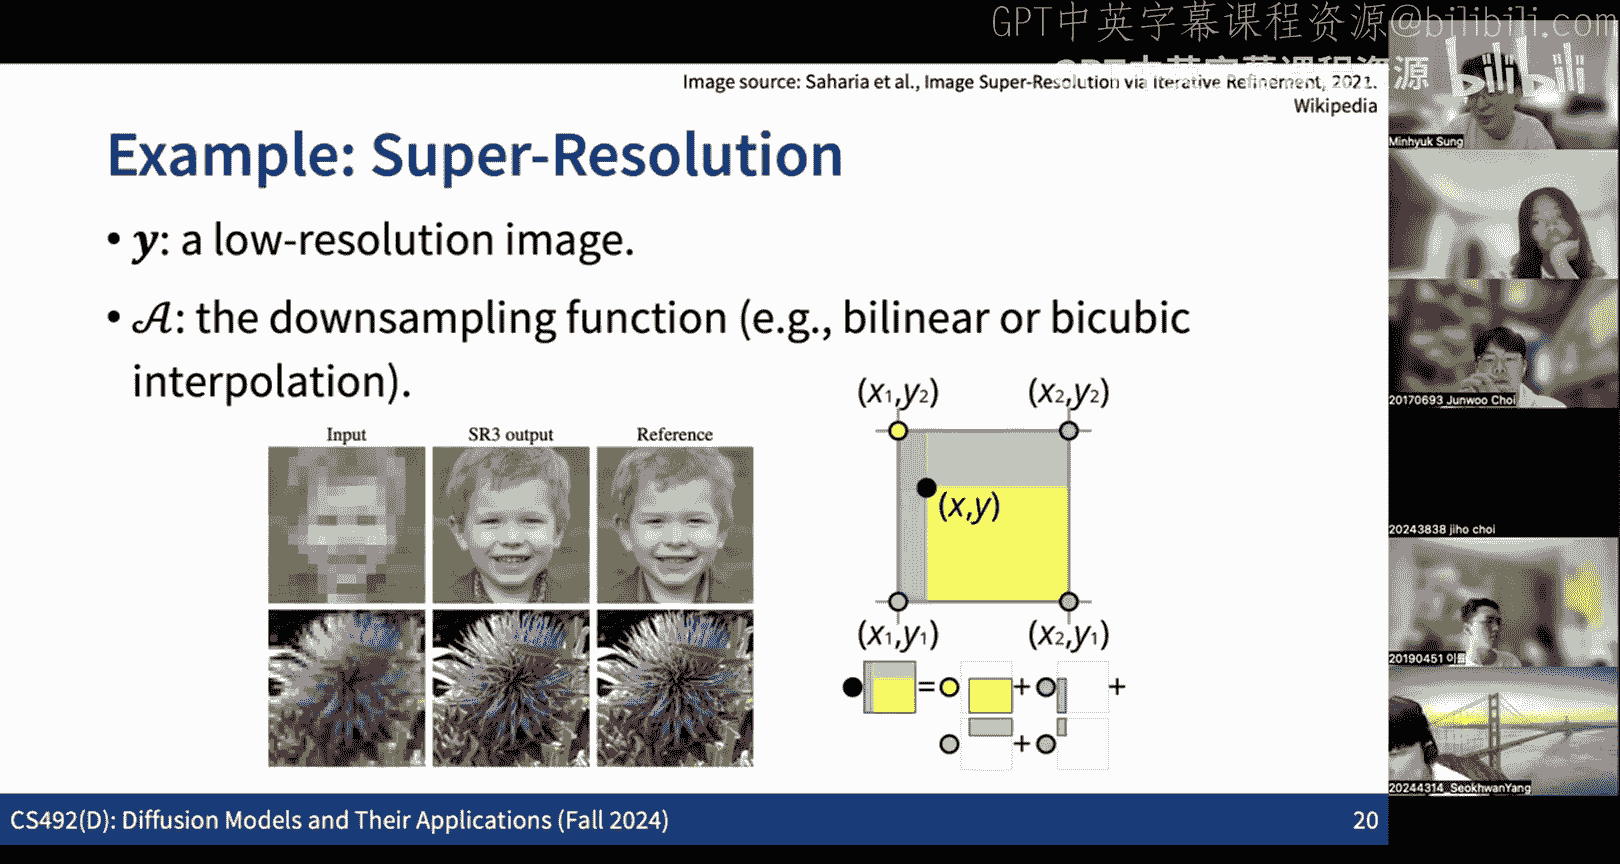 GPT中英字幕课程资源@bilibili.com
bilibili
Image source: Saharia et al., Image Super-Resolution via Iterative Refinement, 2021.
Wikipedia
Example: Super-Resolution
• y: a low-resolution image.
• 𝒜: the downsampling function (e.g., bilinear or bicubic
interpolation).
Input SR3 output Reference
(x₁,y₂) (x₂,y₂)
(x,y)
(x₁,y₁) (x₂,y₁)
= + +
+
CS492(D): Diffusion Models and Their Applications (Fall 2024) 20
Minhyuk Sung
20170693 Junwoo Choi
20243838 jiho choi
20190451
20244314_SeokhwanYang